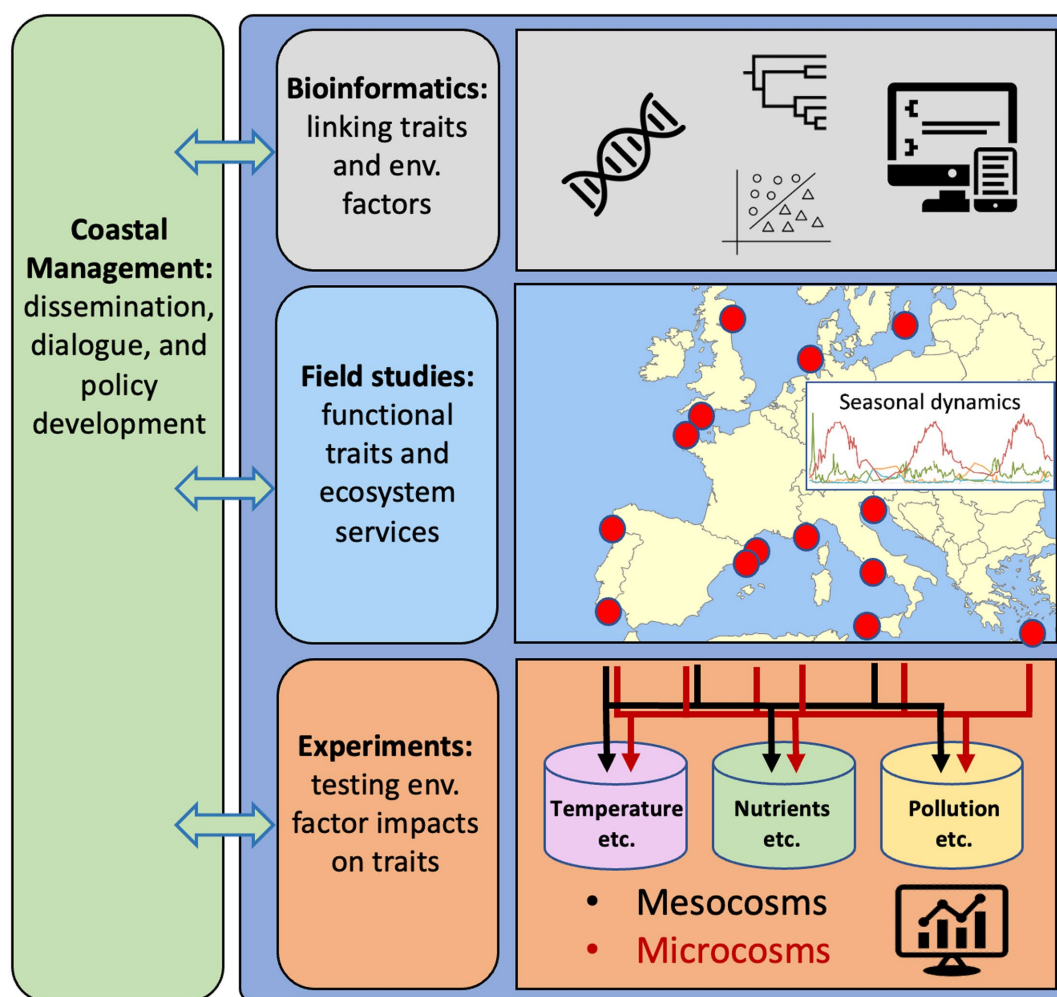 Coastal
Management:
dissemination,
dialogue, and
policy
development
Bioinformatics:
linking traits
and env.
factors
Field studies:
functional
traits and
ecosystem
services
Seasonal dynamics
Experiments:
testing env.
factor impacts
on traits
Temperature
etc.
Nutrients
etc.
Pollution
etc.
• Mesocosms
• Microcosms